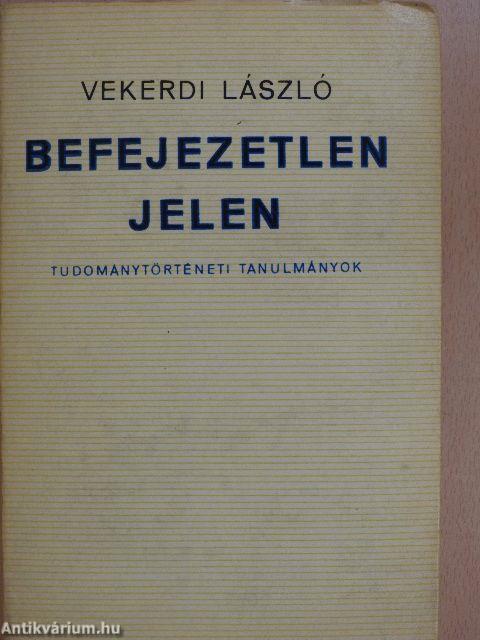 VEKERDI LÁSZLÓ
BEFEJEZETLEN
JELEN
TUDOMÁNYTÖRTÉNETI TANULMÁNYOK
Antikvárium.hu